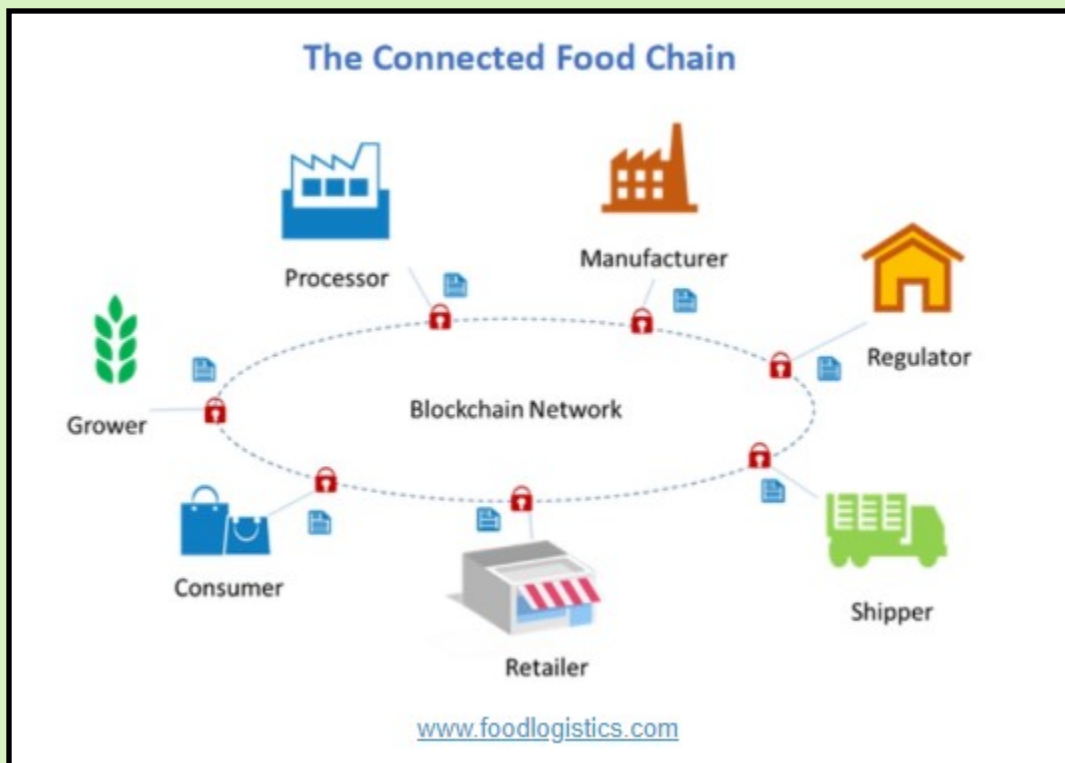 The Connected Food Chain
Processor
Manufacturer
Regulator
Grower
Blockchain Network
Consumer
Shipper
Retailer
www.foodlogistics.com